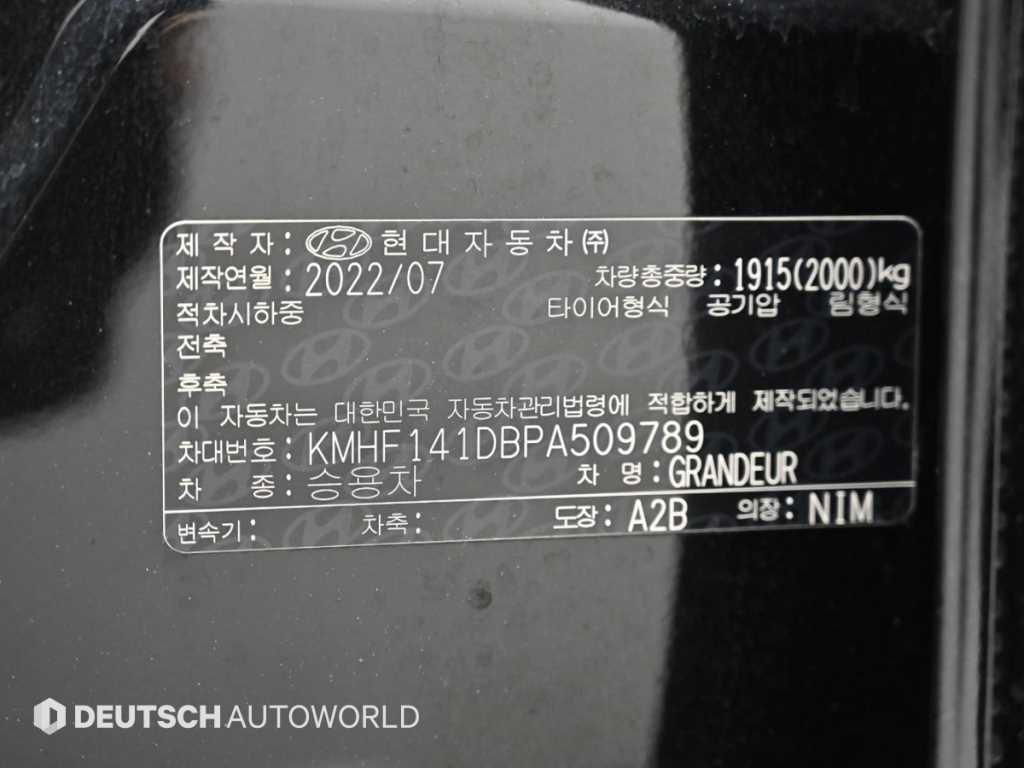 제 작 자 : 현대자동차㈜
제작연월 : 2022/07 차량총중량 : 1915(2000)kg
적차시하중 타이어형식 공기압 림형식
전축
후축
이 자동차는 대한민국 자동차관리법령에 적합하게 제작되었습니다.
차대번호 : KMHF141DBPA509789
차 종 : 승용차 차 명 : GRANDEUR
변속기 : 차축 : 도장 : A2B 의장 : NIM
DEUTSCH AUTOWORLD